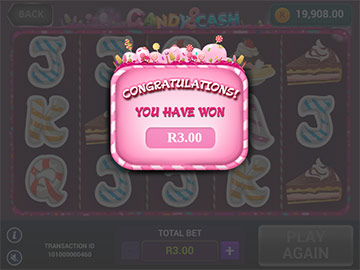 BACK
CANDY CASH
R 19,908.00
CONGRATULATIONS!
YOU HAVE WON
R3.00
TRANSACTION ID
101000060460
TOTAL BET
R3.00
PLAY
AGAIN